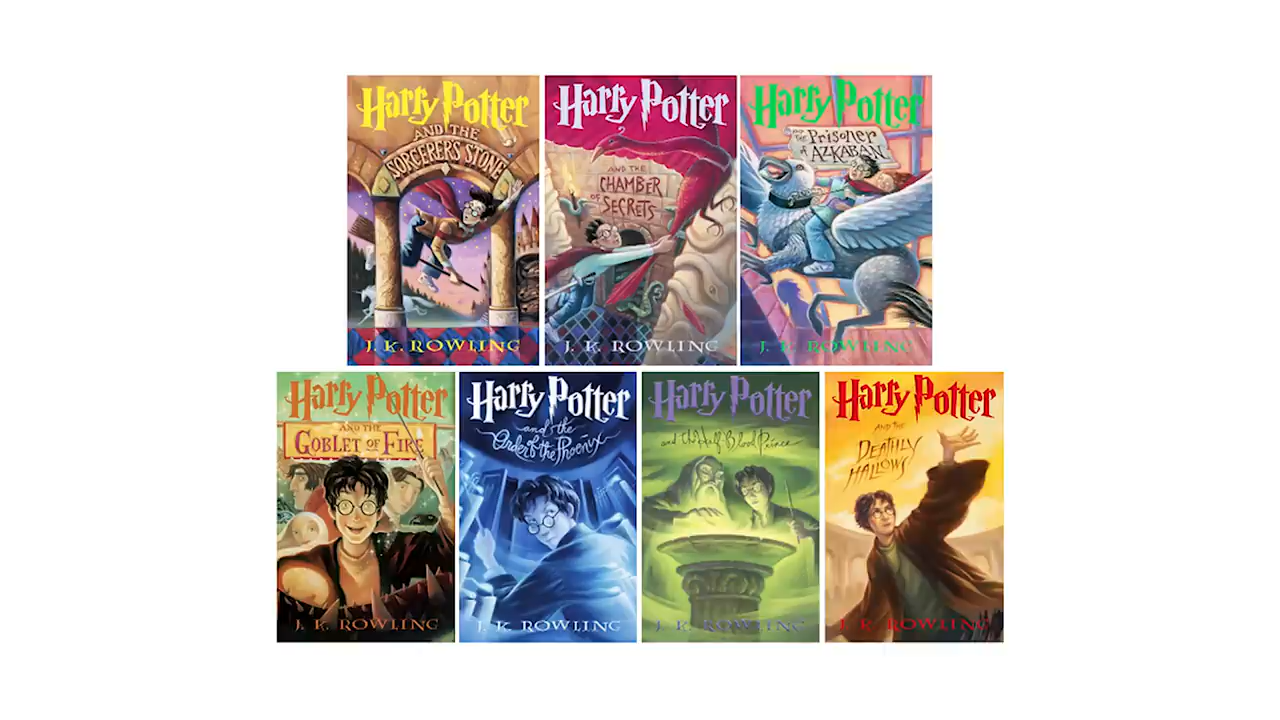 Harry Potter
AND THE
SORCERER'S STONE
J. K. ROWLING
Harry Potter
AND THE
CHAMBER
OF SECRETS
J. K. ROWLING
Harry Potter
AND THE Prisoner
of AZKABAN
J. K. ROWLING
Harry Potter
AND THE
GOBLET OF FIRE
J. K. ROWLING
Harry Potter
and the
Order of the Phoenix
J. K. ROWLING
Harry Potter
and the Half-Blood Prince
J. K. ROWLING
Harry Potter
AND THE
DEATHLY
HALLOWS
J. K. ROWLING